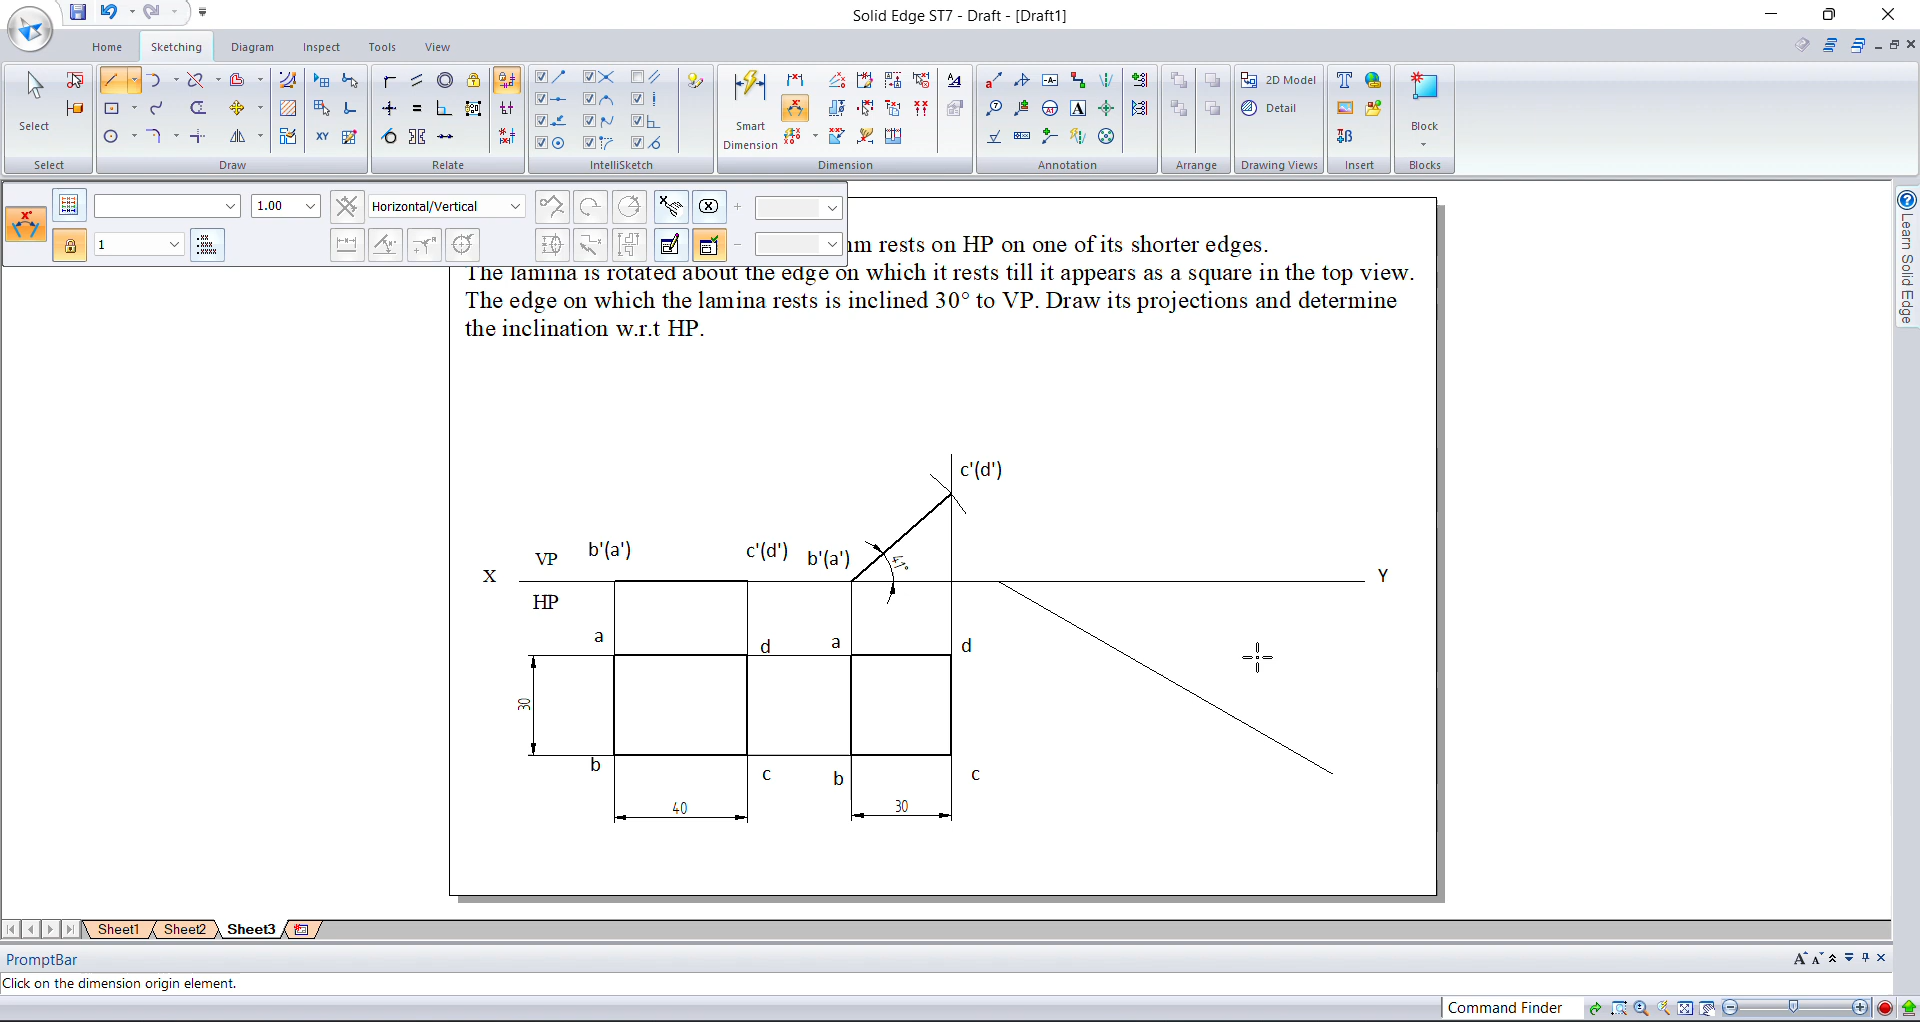 Solid Edge ST7 - Draft - [Draft1]
Home Sketching Diagram Inspect Tools View
Select
Smart
Dimension
2D Model
Detail
Block
Select Draw Relate IntelliSketch Dimension Annotation Arrange Drawing Views Insert Blocks
1.00 Horizontal/Vertical
1
Learn Solid Edge
rests on HP on one of its shorter edges.
The lamina is rotated about the edge on which it rests till it appears as a square in the top view.
The edge on which the lamina rests is inclined 30° to VP. Draw its projections and determine
the inclination w.r.t HP.
c'(d')
VP b'(a') c'(d') b'(a') 41°
X Y
HP
a d a d
30
b c b c
40 30
Sheet1 Sheet2 Sheet3
PromptBar
Click on the dimension origin element.
Command Finder